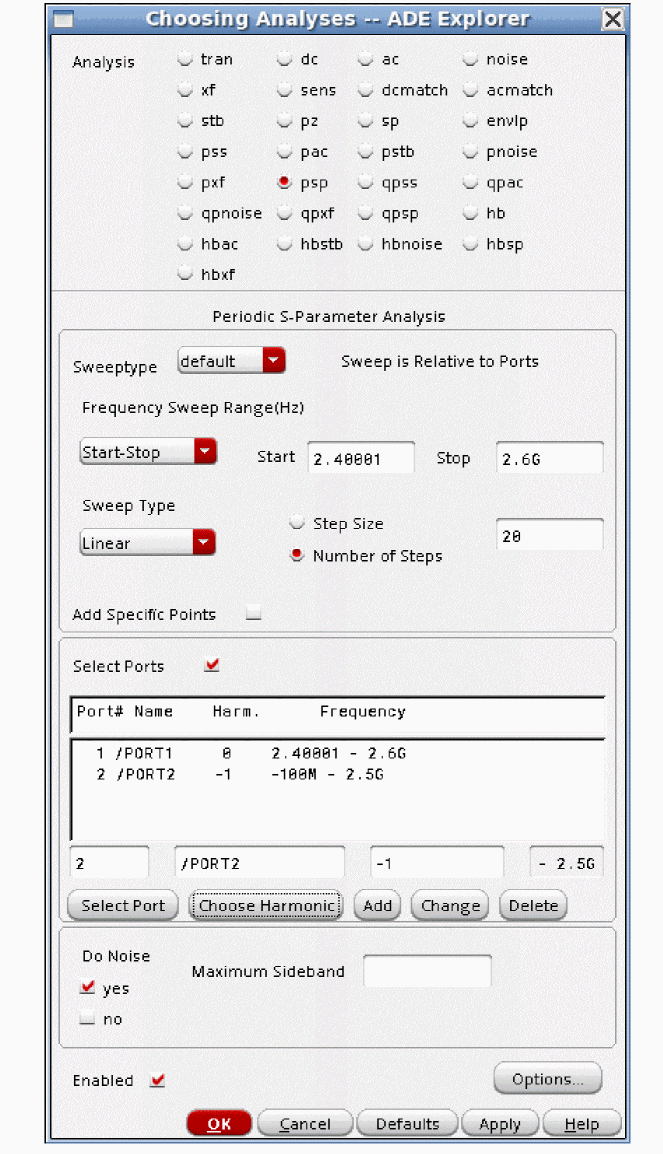 Choosing Analyses -- ADE Explorer
Analysis tran dc ac noise
xf sens dcmatch acmatch
stb pz sp envlp
pss pac pstb pnoise
pxf psp qpss qpac
qpnoise qpxf qpsp hb
hbac hbstb hbnoise hbsp
hbxf
Periodic S-Parameter Analysis
Sweeptype default Sweep is Relative to Ports
Frequency Sweep Range(Hz)
Start-Stop Start 2.40001 Stop 2.6G
Sweep Type
Step Size
Linear 20
Number of Steps
Add Specific Points
Select Ports
Port# Name Harm. Frequency
1 /PORT1 0 2.40001 - 2.6G
2 /PORT2 -1 -100M - 2.5G
2 /PORT2 -1 - 2.5G
Select Port Choose Harmonic Add Change Delete
Do Noise
Maximum Sideband
yes
no
Enabled Options...
OK Cancel Defaults Apply Help